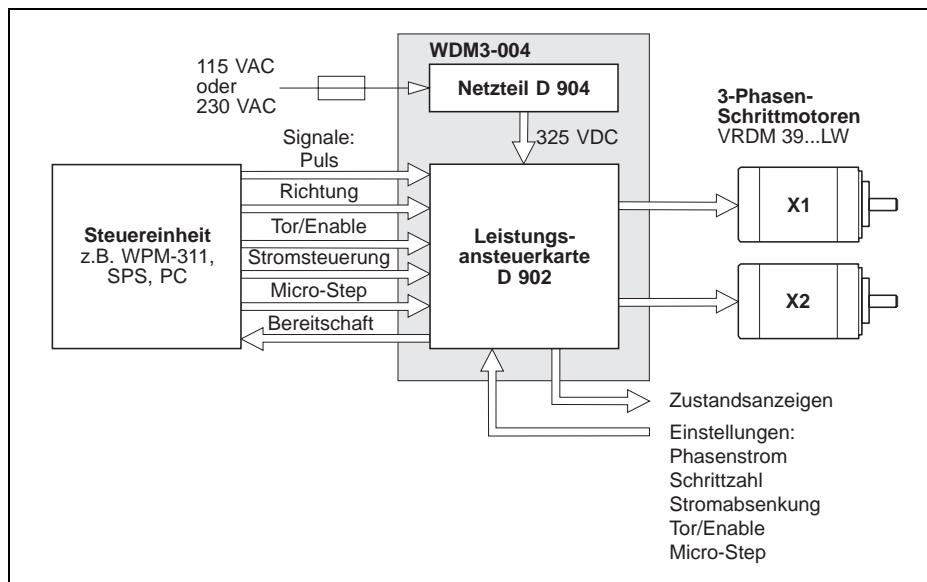 WDM3-004
115 VAC
oder
230 VAC
Netzteil D 904
3-Phasen-
Schrittmotoren
VRDM 39...LW
325 VDC
Signale:
Puls
Richtung
Tor/Enable
Stromsteuerung
Micro-Step
Bereitschaft
Steuereinheit
z.B. WPM-311,
SPS, PC
Leistungs-
ansteuerkarte
D 902
X1
X2
Zustandsanzeigen
Einstellungen:
Phasenstrom
Schrittzahl
Stromabsenkung
Tor/Enable
Micro-Step